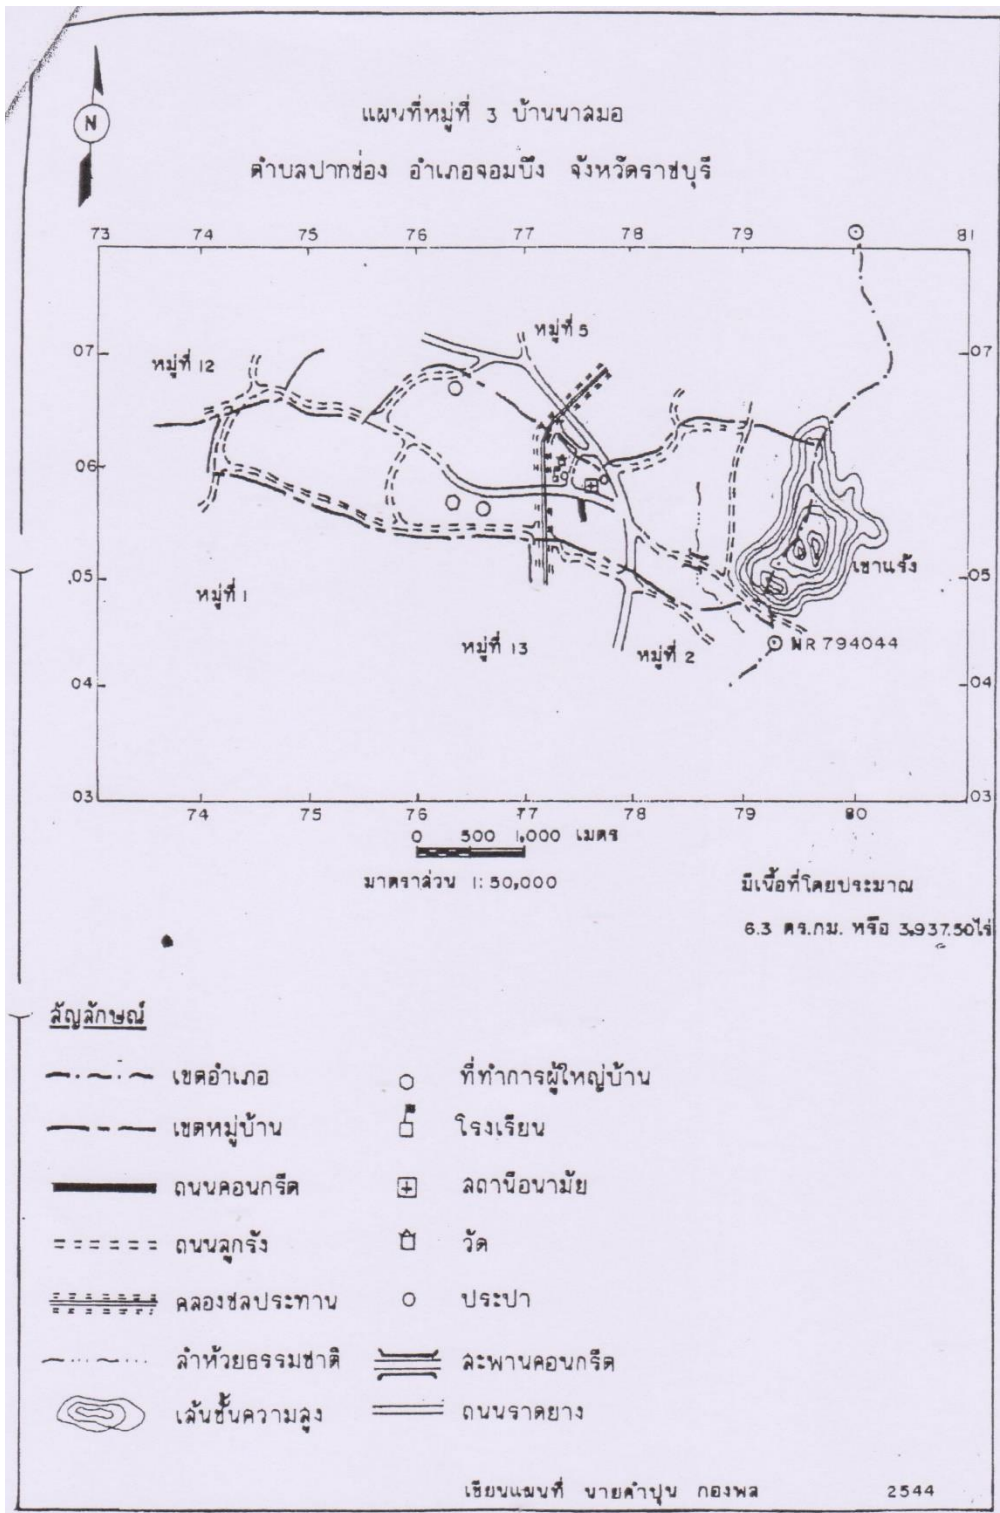 N
แผนที่หมู่ที่ 3 บ้านนาสมอ
ตำบลปากช่อง อำเภอจอมบึง จังหวัดราชบุรี
73 74 75 76 77 78 79 81
หมู่ที่ 5
07 07
หมู่ที่ 12
06 06
เขาแร้ง
05 05
หมู่ที่ 1
หมู่ที่ 13
หมู่ที่ 2
NR 794044
04 04
03 03
74 75 76 77 78 79 80
0 500 1,000 เมตร
มาตราส่วน 1:50,000
มีเนื้อที่โดยประมาณ
6.3 ตร.กม. หรือ 3,937.50ไร่
สัญลักษณ์
เขตอำเภอ
ที่ทำการผู้ใหญ่บ้าน
เขตหมู่บ้าน
โรงเรียน
ถนนคอนกรีต
สถานีอนามัย
ถนนลูกรัง
วัด
คลองชลประทาน
ประปา
ลำห้วยธรรมชาติ
สะพานคอนกรีต
เส้นชั้นความสูง
ถนนราดยาง
เขียนแผนที่ นายคำปุน กองพล 2544